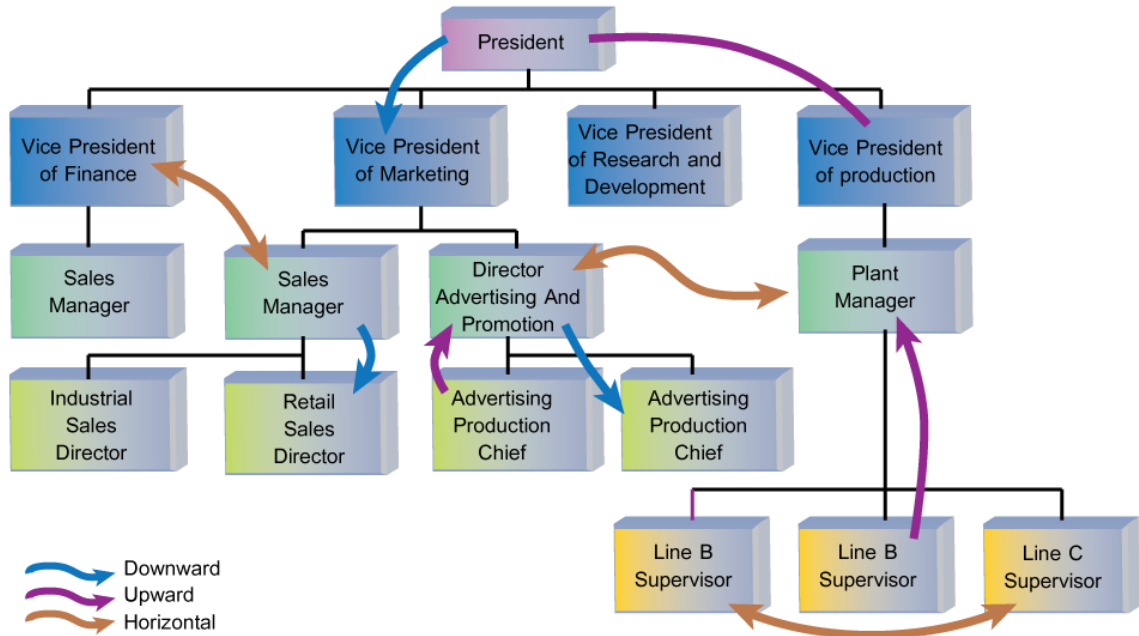 President
Vice President
of Finance
Vice President
of Marketing
Vice President
of Research and
Development
Vice President
of production
Sales
Manager
Sales
Manager
Director
Advertising And
Promotion
Plant
Manager
Industrial
Sales
Director
Retail
Sales
Director
Advertising
Production
Chief
Advertising
Production
Chief
Line B
Supervisor
Line B
Supervisor
Line C
Supervisor
Downward
Upward
Horizontal